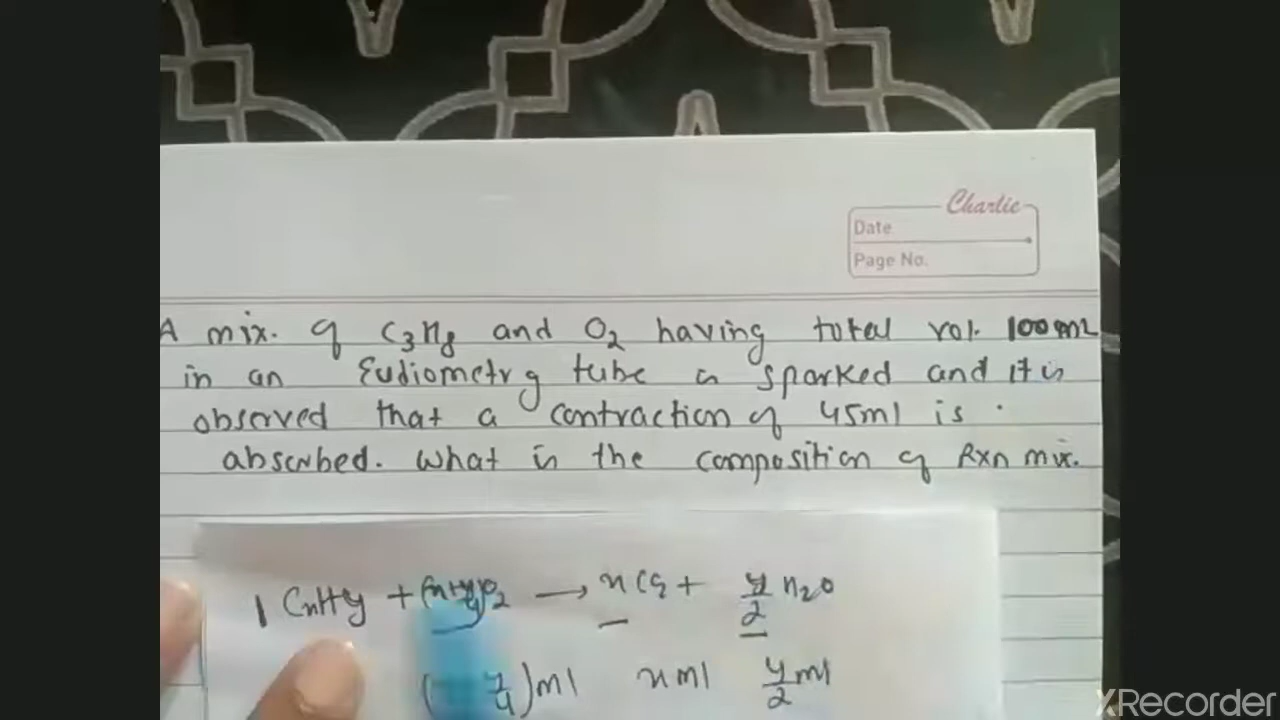 Charlie
Date
Page No.
A mix. of C3H8 and O2 having total vol. 100ml
in an Eudiometry tube is sparked and it is
observed that a contraction of 45ml is
absorbed. What is the composition of Rxn mix.
1 CxHy + (x+y/4)O2 → xCO2 + y/2 H2O
( y/4)ml x ml y/2 ml
XRecorder